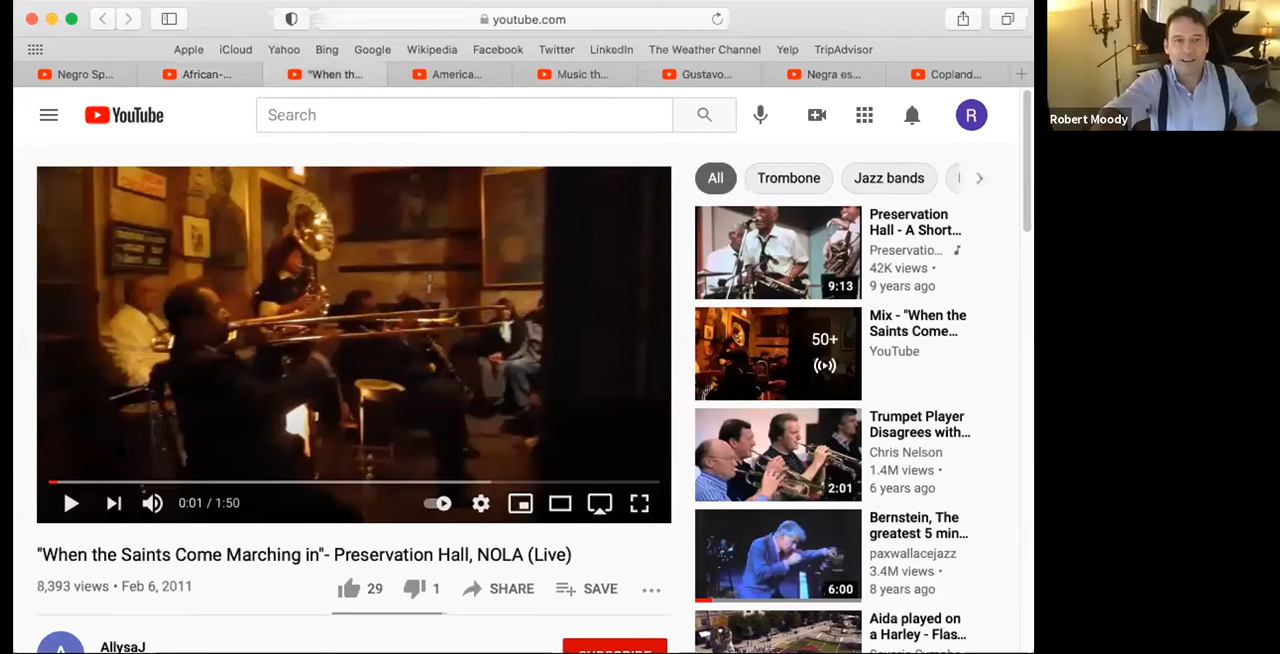 youtube.com
Apple iCloud Yahoo Bing Google Wikipedia Facebook Twitter LinkedIn The Weather Channel Yelp TripAdvisor
Negro Sp... African-... "When th... America... Music th... Gustavo... Negra es... Copland...
YouTube
Search
R
Robert Moody
All Trombone Jazz bands
Preservation
Hall - A Short...
Preservatio...
42K views •
9 years ago
9:13
Mix - "When the
Saints Come...
YouTube
50+
Trumpet Player
Disagrees with...
Chris Nelson
1.4M views •
6 years ago
2:01
Bernstein, The
greatest 5 min...
paxwallacejazz
3.4M views •
8 years ago
6:00
Aida played on
a Harley - Flas...
0:01 / 1:50
"When the Saints Come Marching in"- Preservation Hall, NOLA (Live)
8,393 views • Feb 6, 2011
29 1 SHARE SAVE
A
AllysaJ
SUBSCRIBE